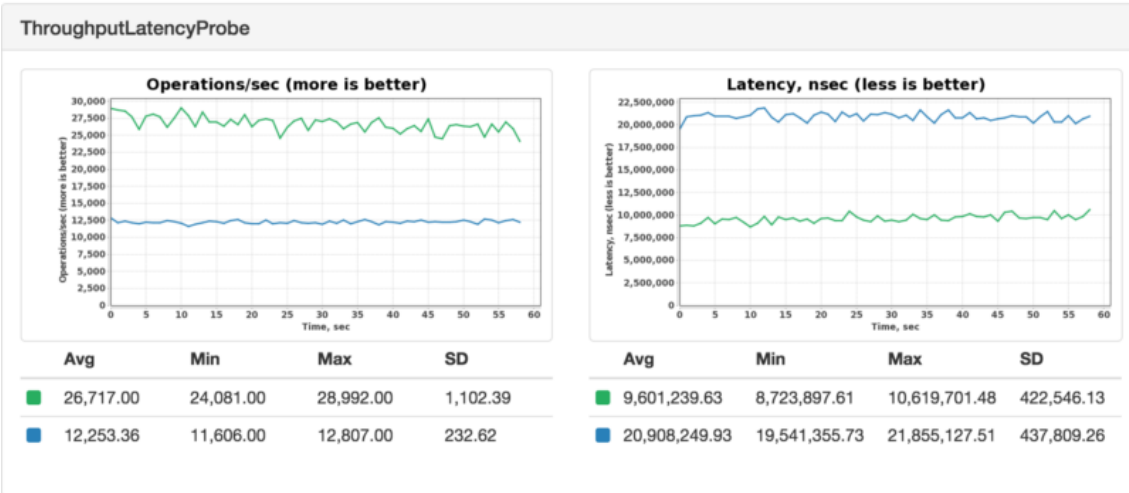 ThroughputLatencyProbe
Operations/sec (more is better)
Operations/sec (more is better)
30,000
27,500
25,000
22,500
20,000
17,500
15,000
12,500
10,000
7,500
5,000
2,500
0
0 5 10 15 20 25 30 35 40 45 50 55 60
Time, sec
Avg Min Max SD
26,717.00 24,081.00 28,992.00 1,102.39
12,253.36 11,606.00 12,807.00 232.62
Latency, nsec (less is better)
Latency, nsec (less is better)
22,500,000
20,000,000
17,500,000
15,000,000
12,500,000
10,000,000
7,500,000
5,000,000
2,500,000
0
0 5 10 15 20 25 30 35 40 45 50 55 60
Time, sec
Avg Min Max SD
9,601,239.63 8,723,897.61 10,619,701.48 422,546.13
20,908,249.93 19,541,355.73 21,855,127.51 437,809.26